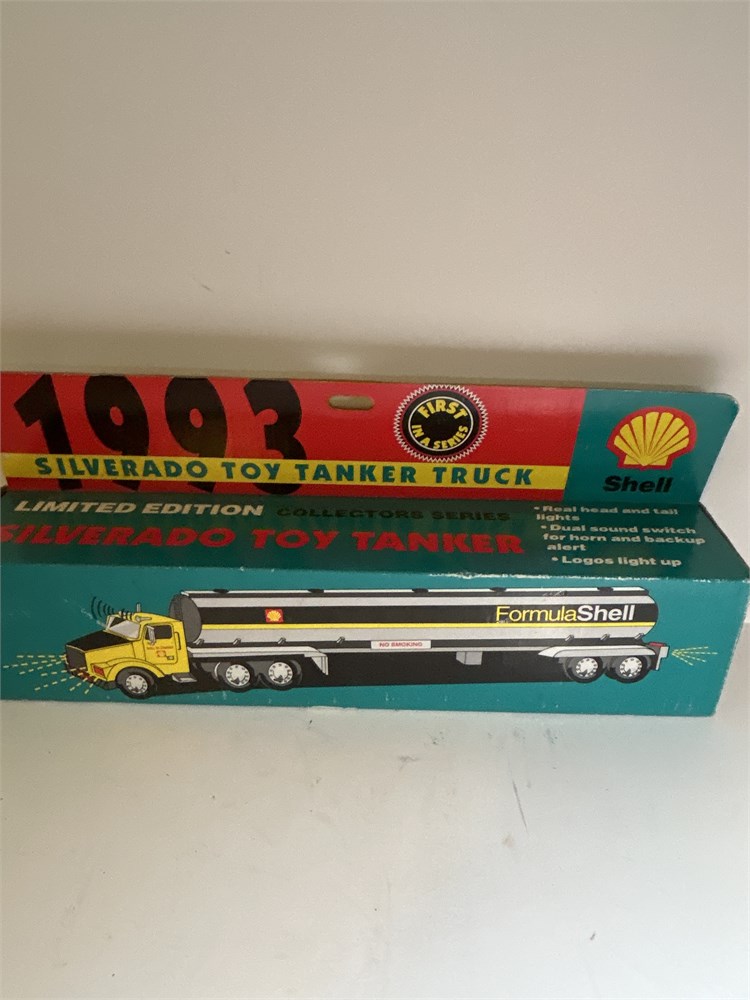 1993
FIRST
IN A SERIES
SILVERADO TOY TANKER TRUCK
Shell
LIMITED EDITION COLLECTORS SERIES
SILVERADO TOY TANKER
• Real head and tail
lights
• Dual sound switch
for horn and backup
alert
• Logos light up
FormulaShell
NO SMOKING